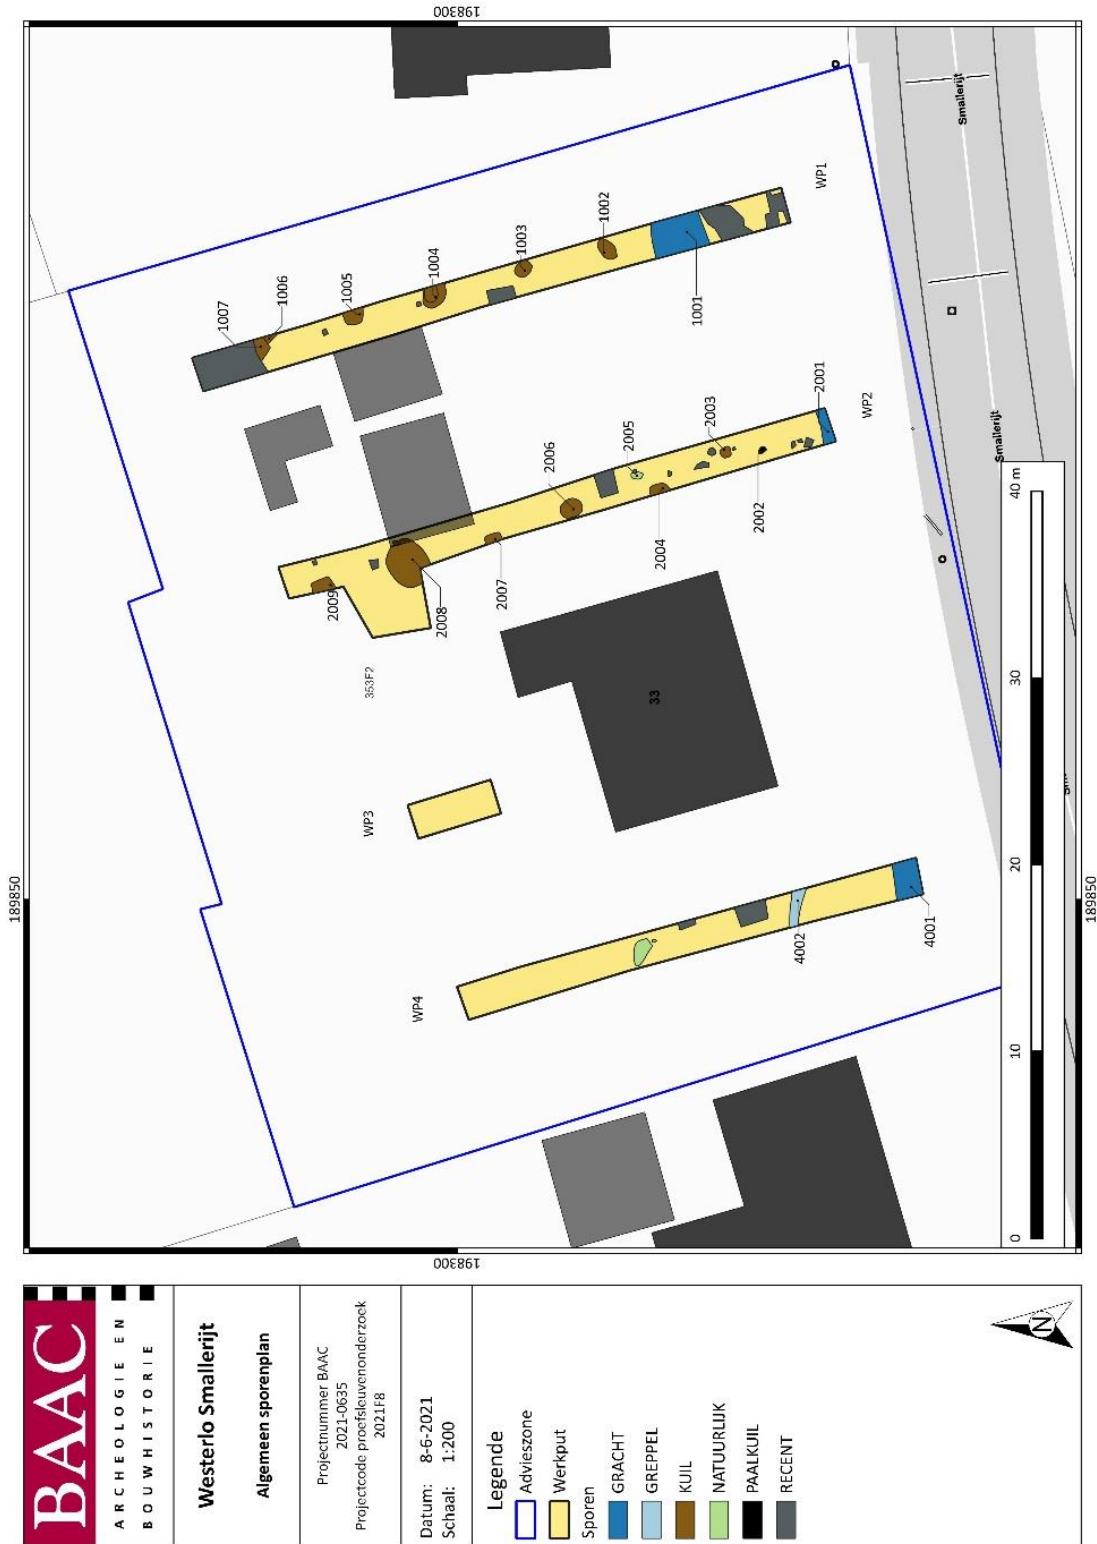 BAAC
ARCHEOLOGIE EN
BOUWHISTORIE
Westerlo Smallerijt
Algemeen sporenplan
Projectnummer BAAC
2021-0635
Projectcode proefsleuvenonderzoek
2021F8
Datum: 8-6-2021
Schaal: 1:200
Legende
Advieszone
Werkput
Sporen
GRACHT
GREPPEL
KUIL
NATUURLIJK
PAALKUIL
RECENT
N
189850
198300
198300
189850
WP4
4001
4002
WP3
353F2
33
WP2
2001
2002
2003
2004
2005
2006
2007
2008
2009
WP1
1001
1002
1003
1004
1005
1006
1007
Smallerijt
Smallerijt
0
10
20
30
40 m